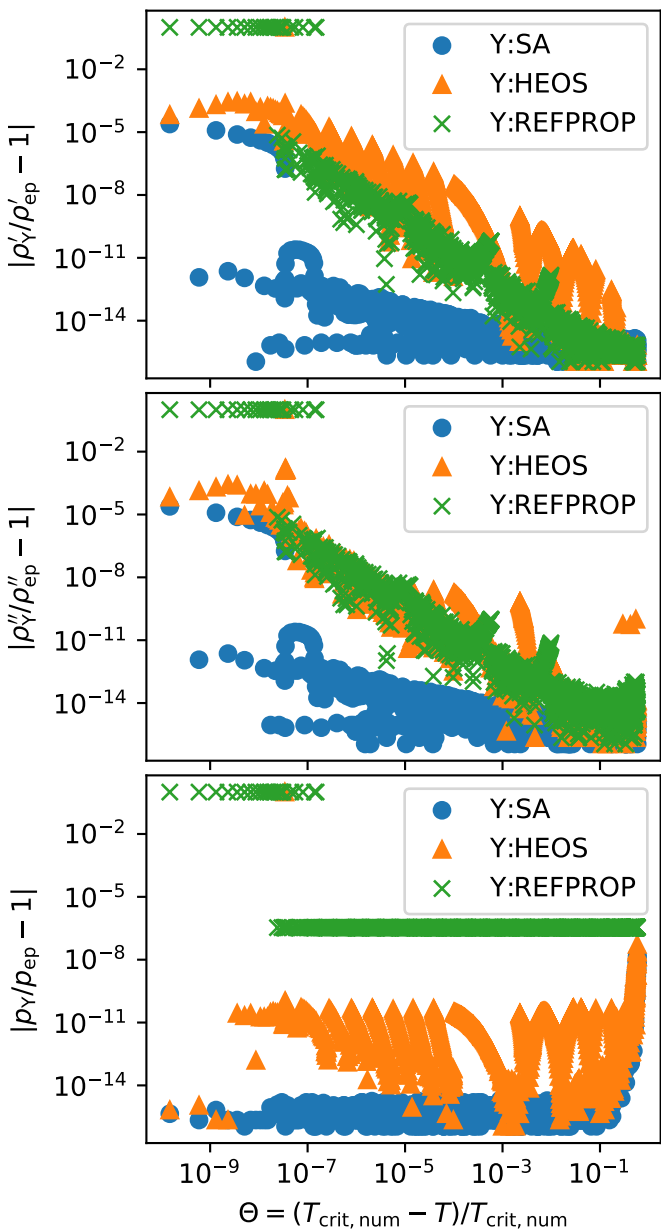 10⁻²
10⁻⁵
10⁻⁸
10⁻¹¹
10⁻¹⁴
|ρ′_Y/ρ′_ep − 1|
Y:SA
Y:HEOS
Y:REFPROP
10⁻²
10⁻⁵
10⁻⁸
10⁻¹¹
10⁻¹⁴
|ρ″_Y/ρ″_ep − 1|
Y:SA
Y:HEOS
Y:REFPROP
10⁻²
10⁻⁵
10⁻⁸
10⁻¹¹
10⁻¹⁴
|p_Y/p_ep − 1|
Y:SA
Y:HEOS
Y:REFPROP
10⁻⁹ 10⁻⁷ 10⁻⁵ 10⁻³ 10⁻¹
Θ = (T_crit, num − T)/T_crit, num